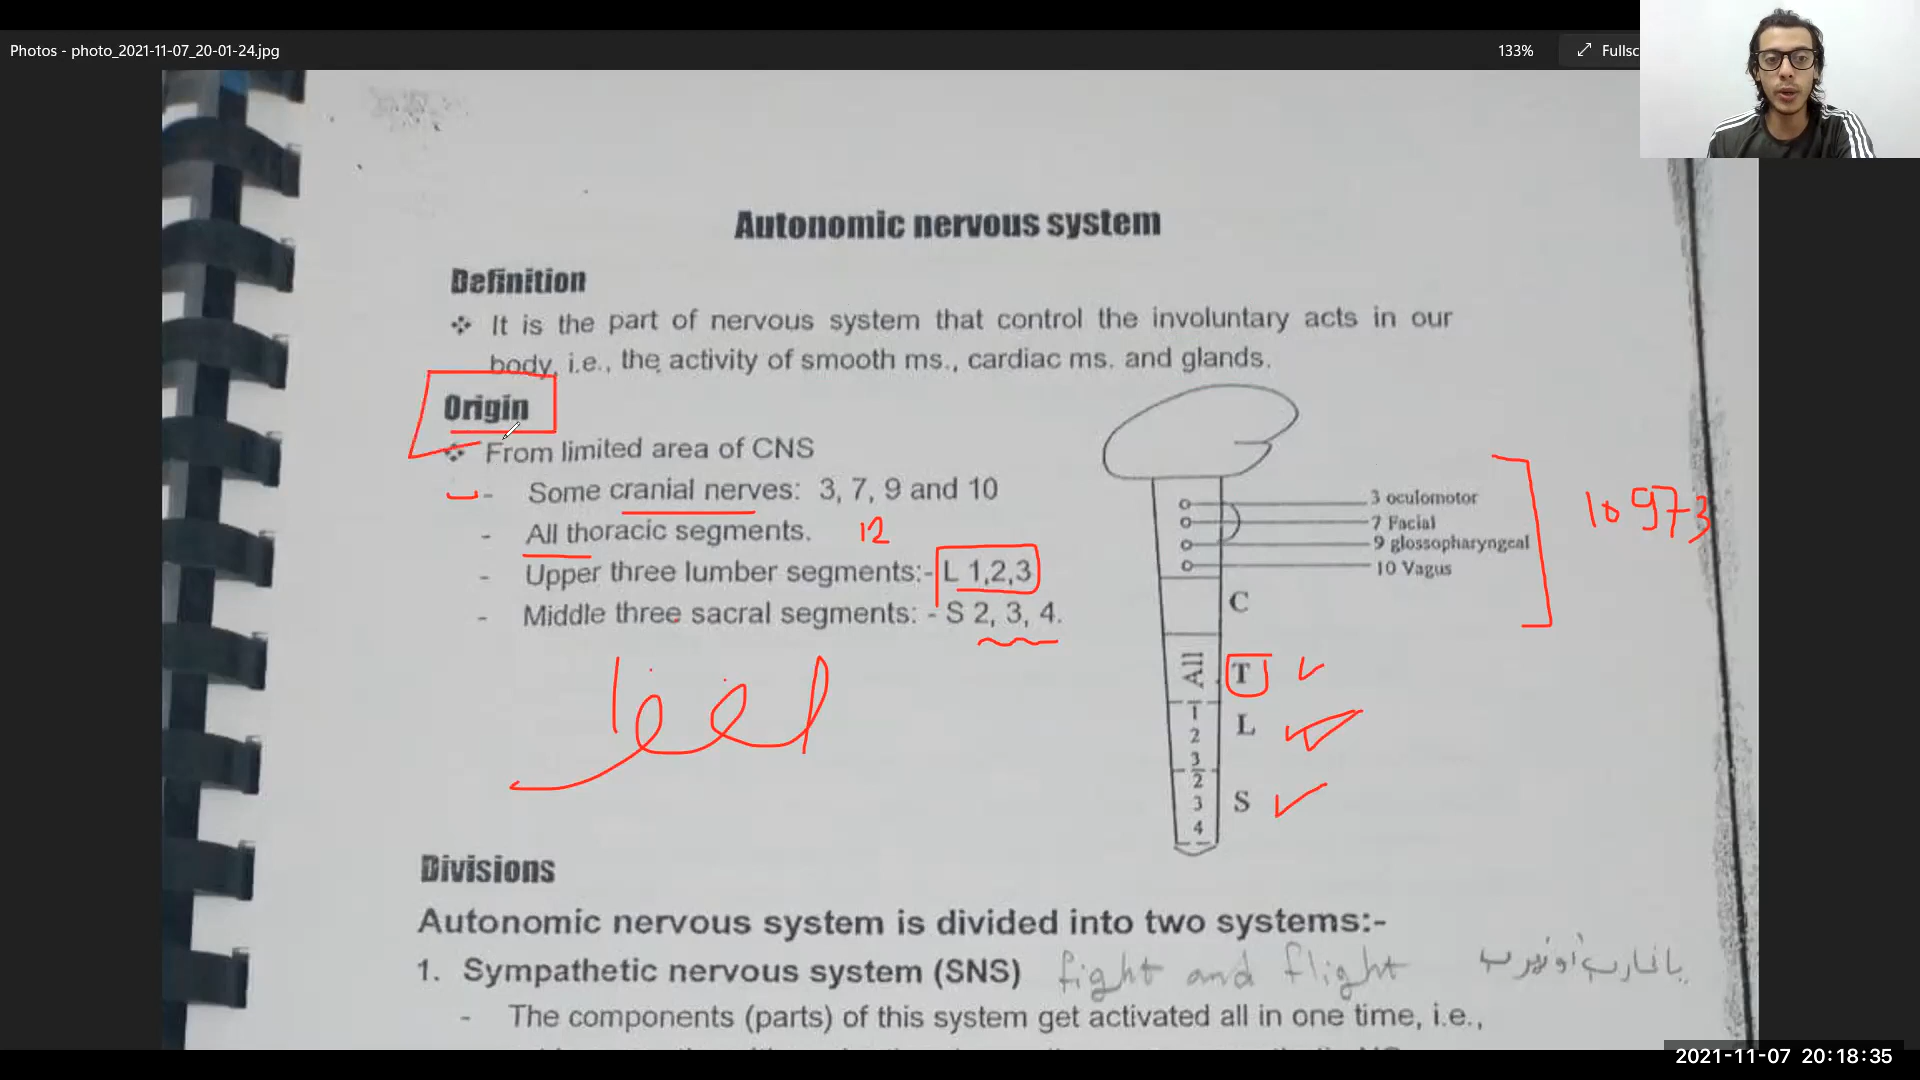 Photos - photo_2021-11-07_20-01-24.jpg
133%
Fullsc
Autonomic nervous system
Definition
❖ It is the part of nervous system that control the involuntary acts in our
body, i.e., the activity of smooth ms., cardiac ms. and glands.
Origin
❖ From limited area of CNS
- Some cranial nerves: 3, 7, 9 and 10
- All thoracic segments. 12
- Upper three lumber segments:- L 1,2,3
- Middle three sacral segments: - S 2, 3, 4.
3 oculomotor
7 Facial
9 glossopharyngeal
10 Vagus
10 9 7 3
C
All T
1
2 L
3
2
3 S
4
Divisions
Autonomic nervous system is divided into two systems:-
1. Sympathetic nervous system (SNS) fight and flight
- The components (parts) of this system get activated all in one time, i.e.,
2021-11-07 20:18:35